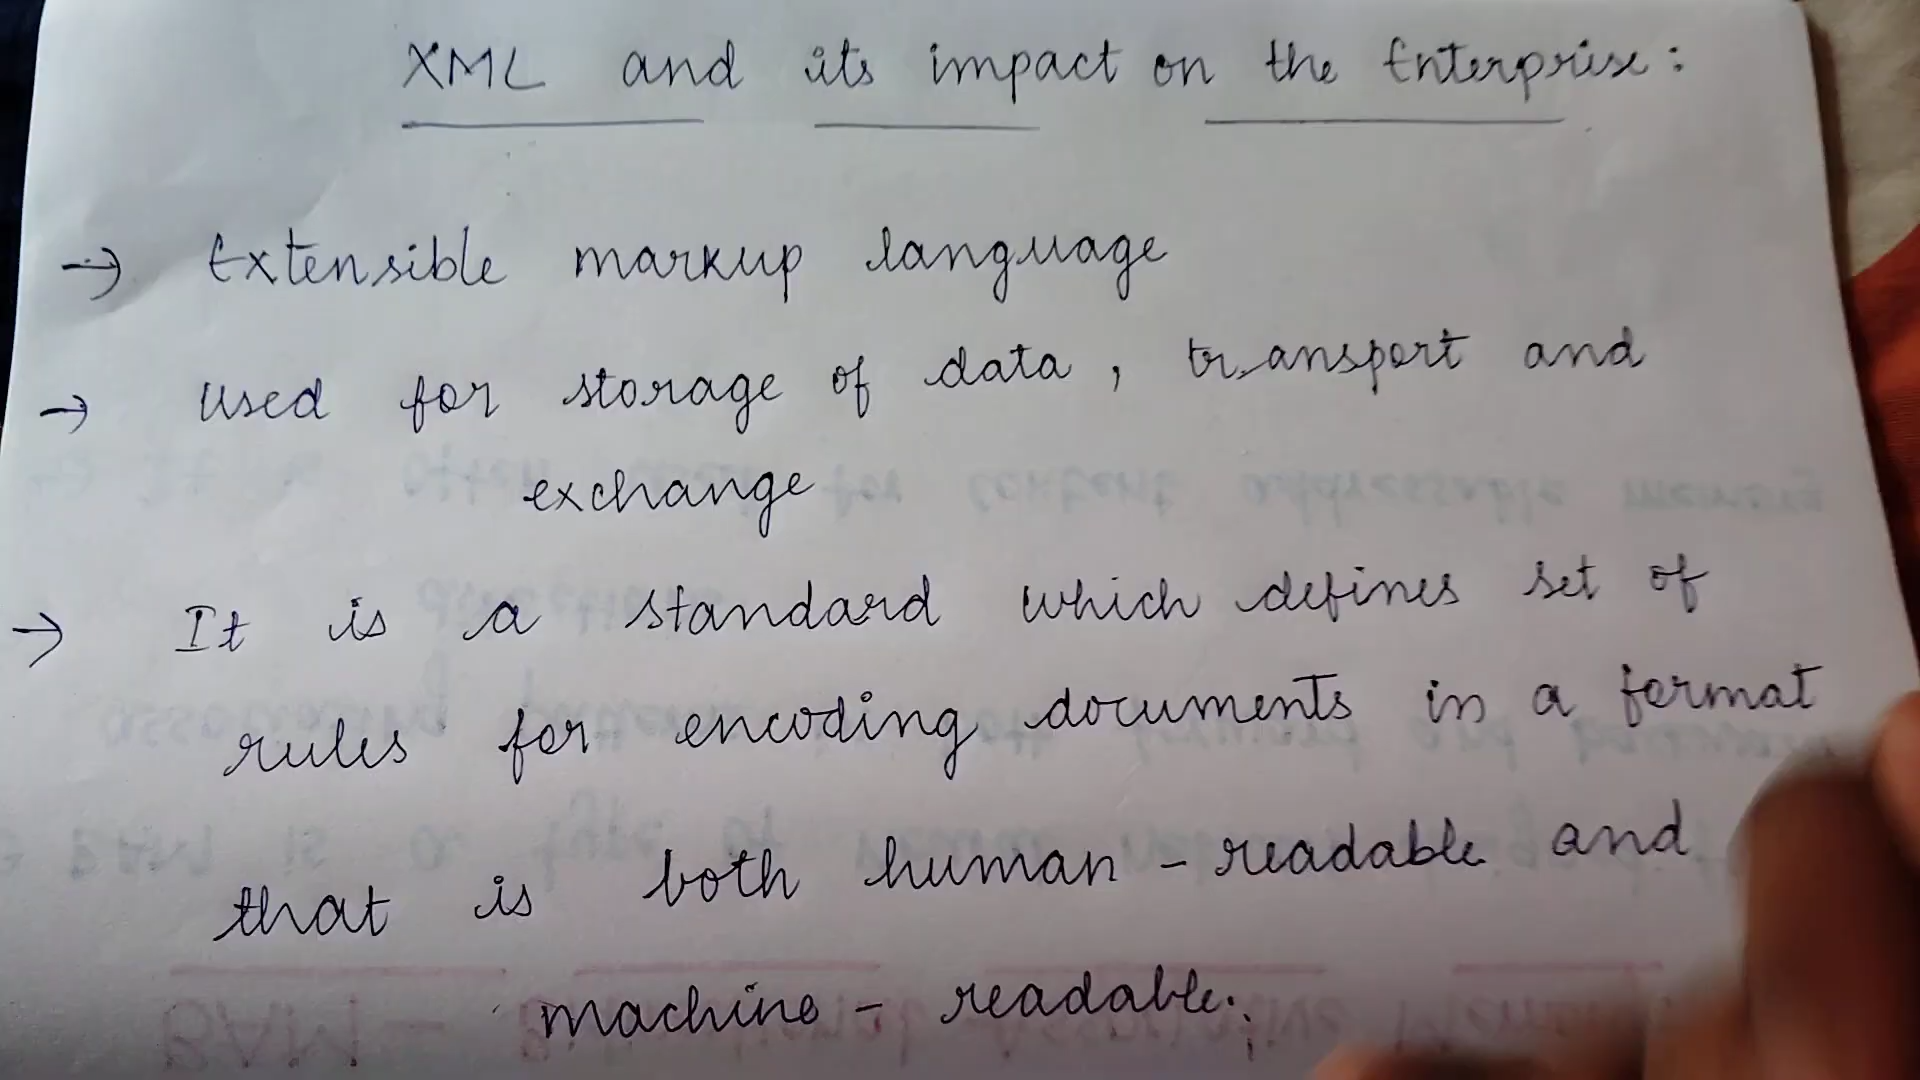 XML and its impact on the Enterprise:
→ Extensible markup language
→ used for storage of data, transport and
exchange
→ It is a standard which defines set of
rules for encoding documents in a format
that is both human-readable and
machine-readable.